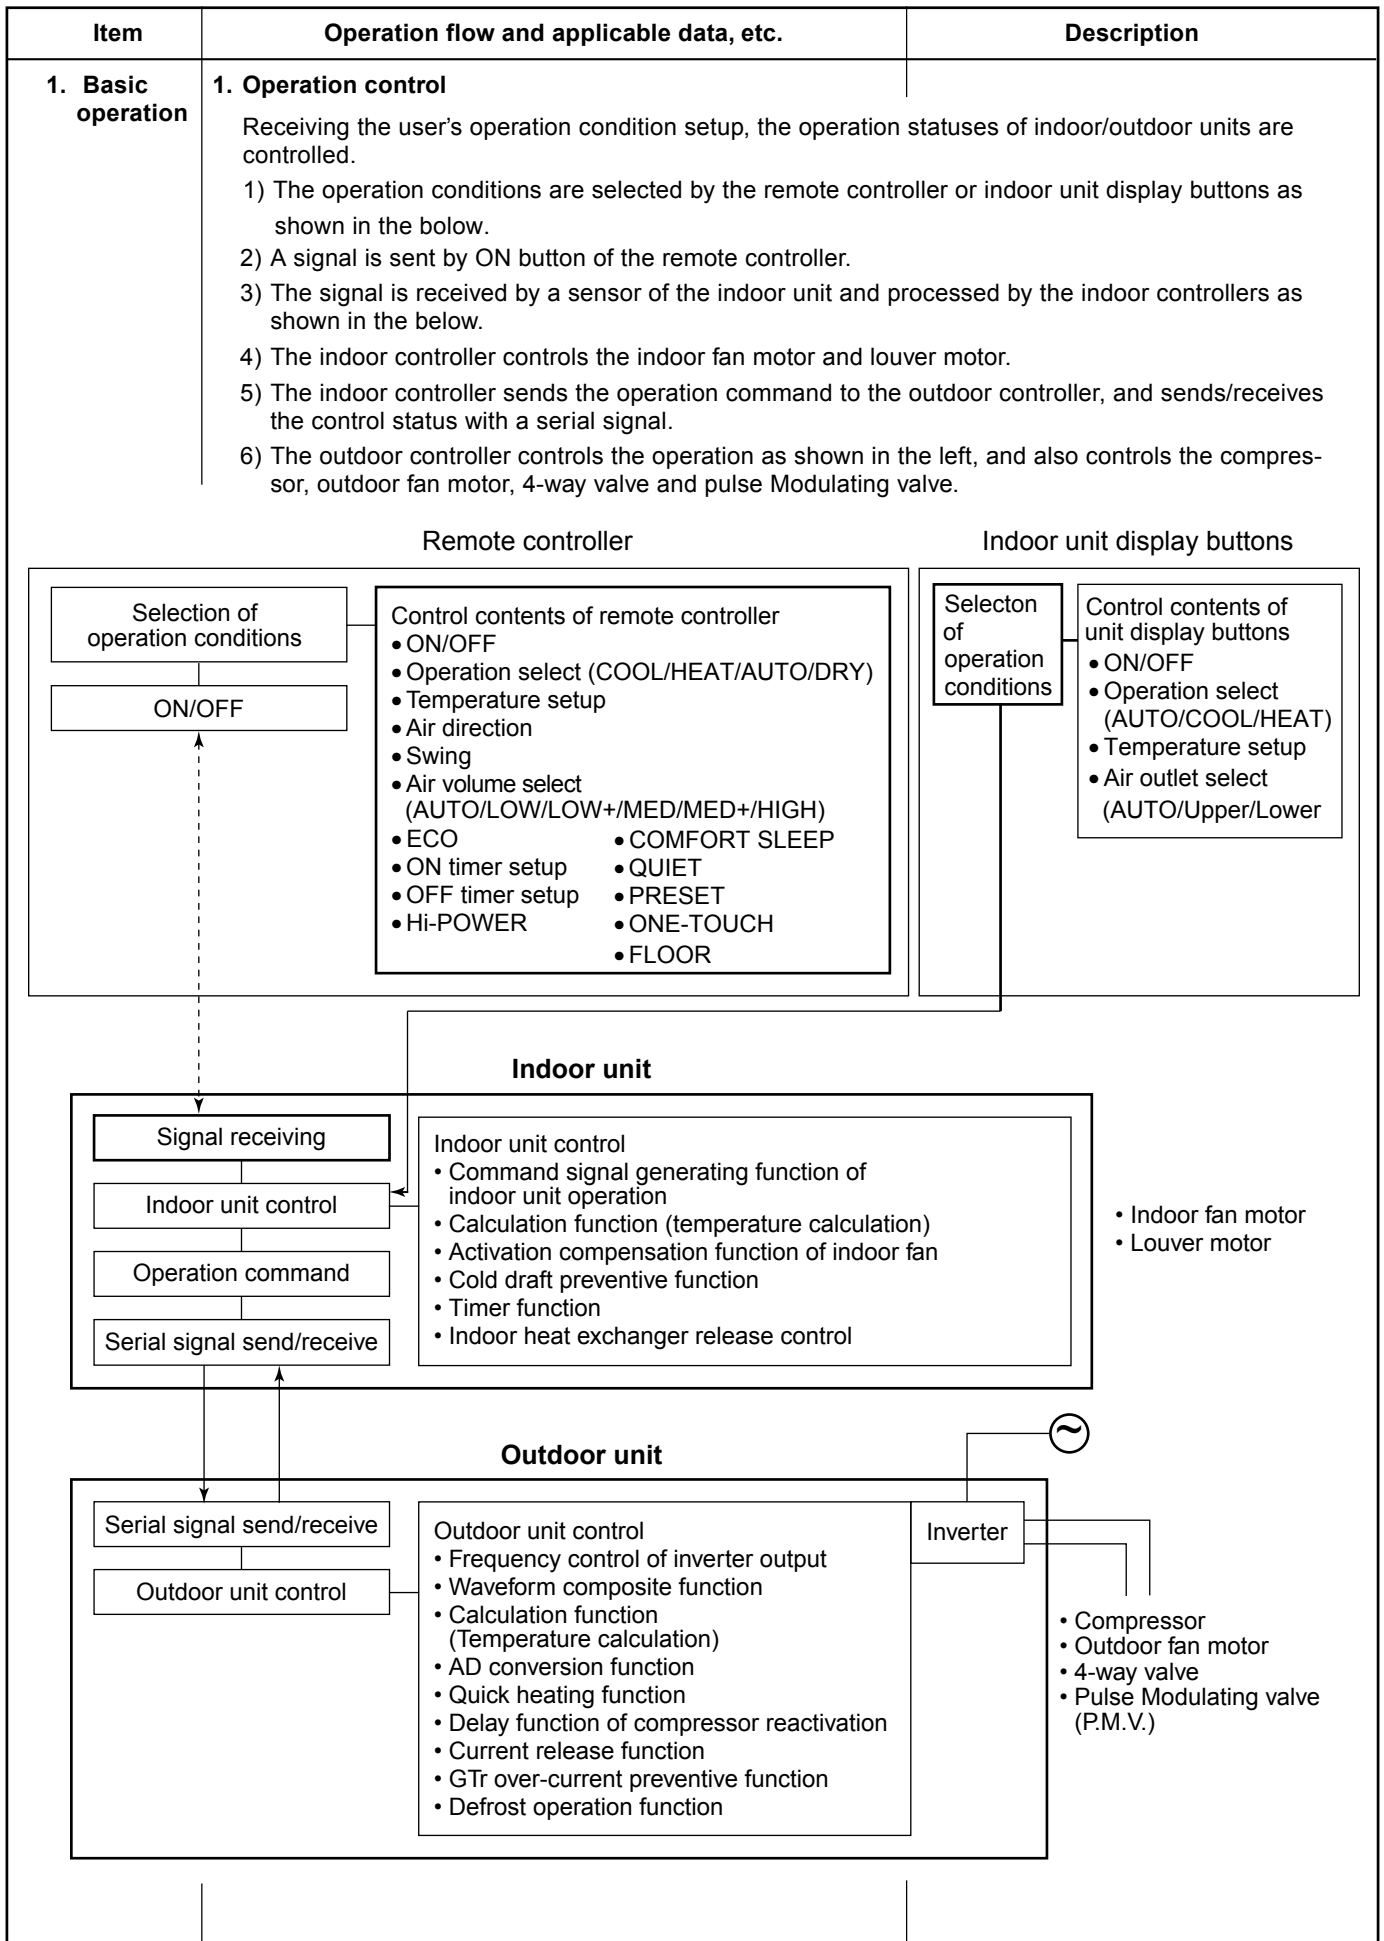 Item
Operation flow and applicable data, etc.
Description
1. Basic
operation
1. Operation control
Receiving the user's operation condition setup, the operation statuses of indoor/outdoor units are
controlled.
1) The operation conditions are selected by the remote controller or indoor unit display buttons as
shown in the bolow.
2) A signal is sent by ON button of the remote controller.
3) The signal is received by a sensor of the indoor unit and processed by the indoor controllers as
shown in the below.
4) The indoor controller controls the indoor fan motor and louver motor.
5) The indoor controller sends the operation command to the outdoor controller, and sends/receives
the control status with a serial signal.
6) The outdoor controller controls the operation as shown in the left, and also controls the compres-
sor, outdoor fan motor, 4-way valve and pulse Modulating valve.
Remote controller
Selection of
operation conditions
ON/OFF
Control contents of remote controller
• ON/OFF
• Operation select (COOL/HEAT/AUTO/DRY)
• Temperature setup
• Air direction
• Swing
• Air volume select
(AUTO/LOW/LOW+/MED/MED+/HIGH)
• ECO
• ON timer setup
• OFF timer setup
• Hi-POWER
• COMFORT SLEEP
• QUIET
• PRESET
• ONE-TOUCH
• FLOOR
Indoor unit display buttons
Selecton
of
operation
conditions
Control contents of
unit display buttons
• ON/OFF
• Operation select
(AUTO/COOL/HEAT)
• Temperature setup
• Air outlet select
(AUTO/Upper/Lower
Indoor unit
Signal receiving
Indoor unit control
Operation command
Serial signal send/receive
Indoor unit control
• Command signal generating function of
indoor unit operation
• Calculation function (temperature calculation)
• Activation compensation function of indoor fan
• Cold draft preventive function
• Timer function
• Indoor heat exchanger release control
• Indoor fan motor
• Louver motor
~
Outdoor unit
Serial signal send/receive
Outdoor unit control
Outdoor unit control
• Frequency control of inverter output
• Waveform composite function
• Calculation function
(Temperature calculation)
• AD conversion function
• Quick heating function
• Delay function of compressor reactivation
• Current release function
• GTr over-current preventive function
• Defrost operation function
Inverter
• Compressor
• Outdoor fan motor
• 4-way valve
• Pulse Modulating valve
(P.M.V.)